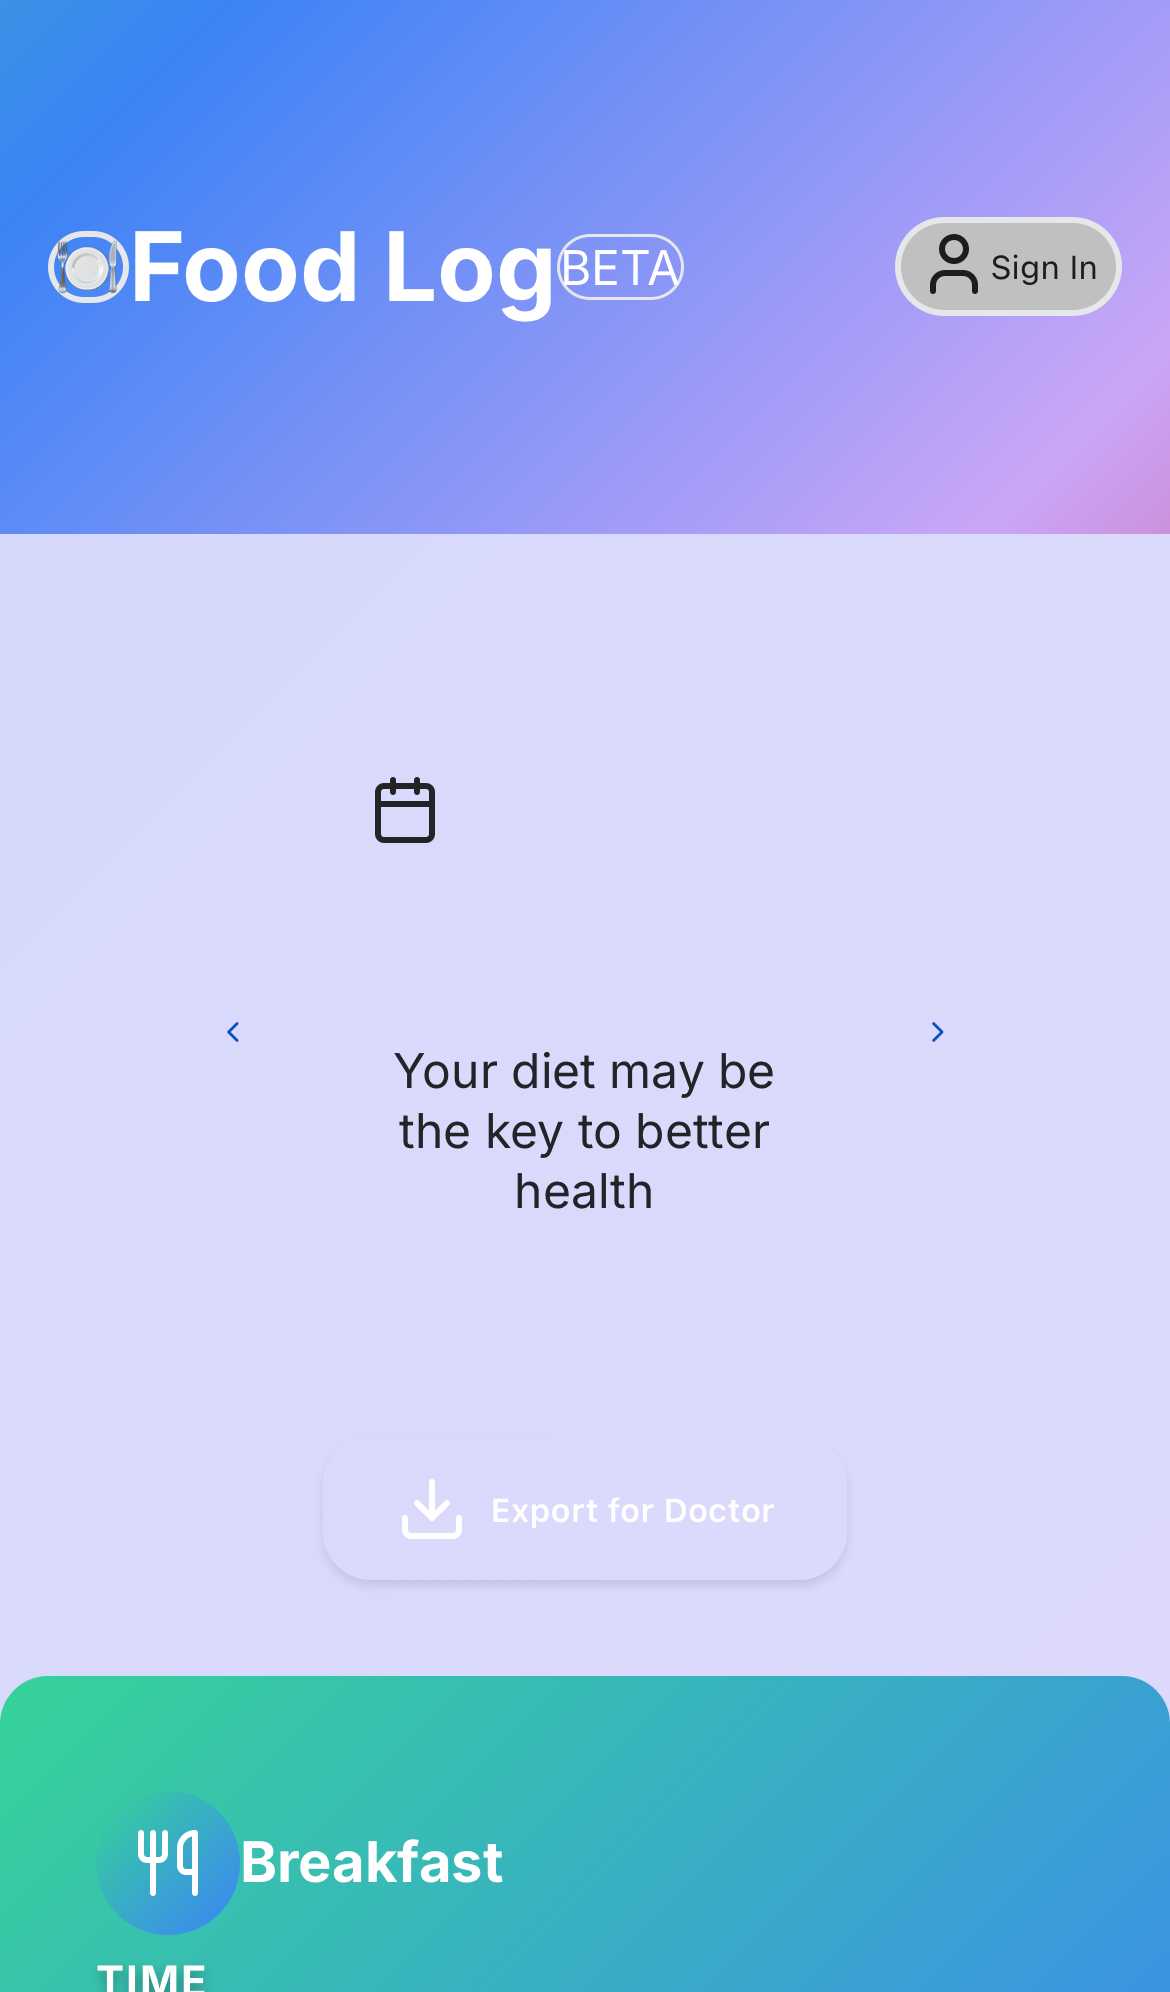 Food Log BETA Sign In
Your diet may be
the key to better
health
Export for Doctor
Breakfast
TIME